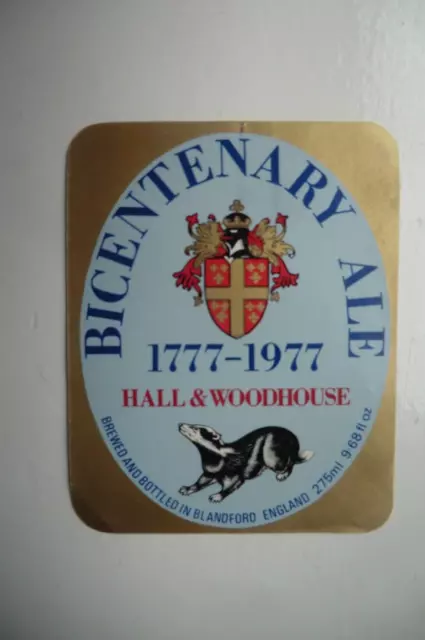 BICENTENARY ALE
1777-1977
HALL & WOODHOUSE
BREWED AND BOTTLED IN BLANDFORD ENGLAND 275ml 9·68 fl oz